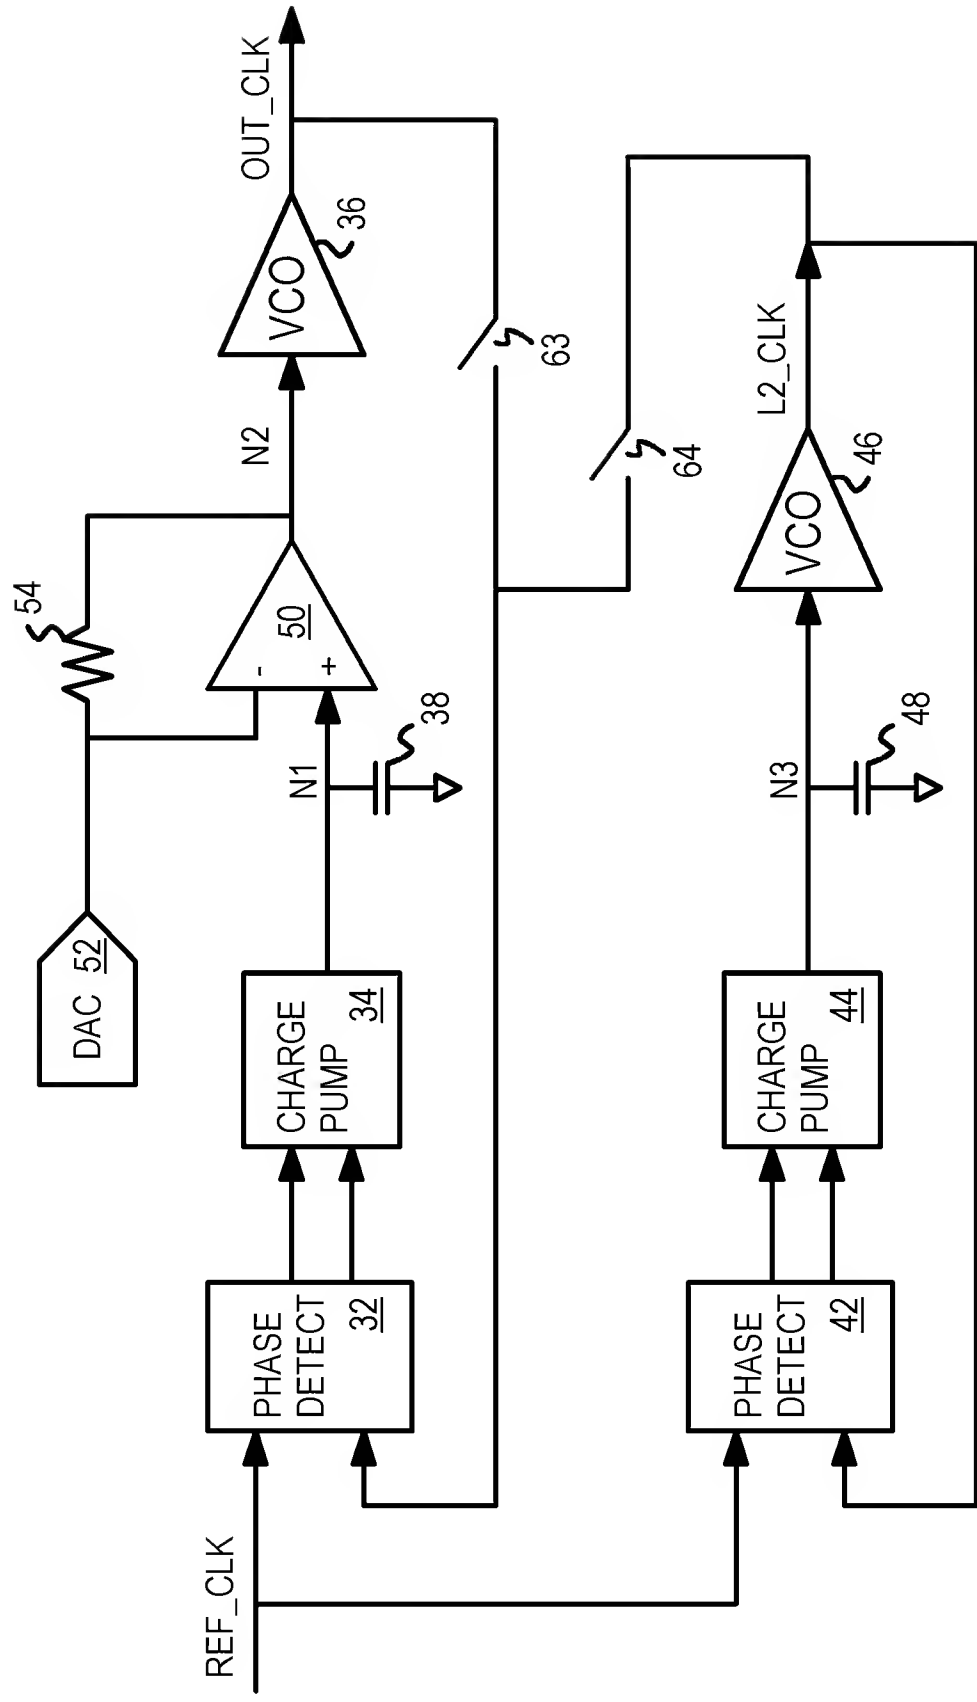 54
DAC 52
N2
OUT_CLK
50
-
+
VCO
36
N1
38
CHARGE
PUMP
34
PHASE
DETECT
32
REF_CLK
63
64
L2_CLK
VCO
46
N3
48
CHARGE
PUMP
44
PHASE
DETECT
42